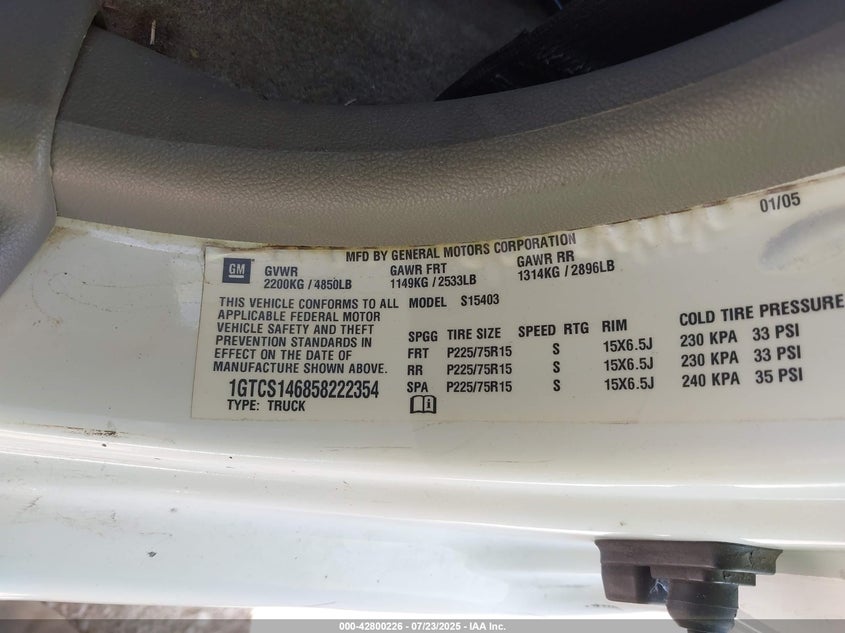 01/05
MFD BY GENERAL MOTORS CORPORATION
GM GVWR GAWR FRT GAWR RR
2200KG / 4850LB 1149KG / 2533LB 1314KG / 2896LB
THIS VEHICLE CONFORMS TO ALL
APPLICABLE FEDERAL MOTOR
VEHICLE SAFETY AND THEFT
PREVENTION STANDARDS IN
EFFECT ON THE DATE OF
MANUFACTURE SHOWN ABOVE.
1GTCS146858222354
TYPE: TRUCK
MODEL S15403
SPGG TIRE SIZE SPEED RTG RIM COLD TIRE PRESSURE
FRT P225/75R15 S 15X6.5J 230 KPA 33 PSI
RR P225/75R15 S 15X6.5J 230 KPA 33 PSI
SPA P225/75R15 S 15X6.5J 240 KPA 35 PSI
000-42800226 - 07/23/2025 - IAA Inc.